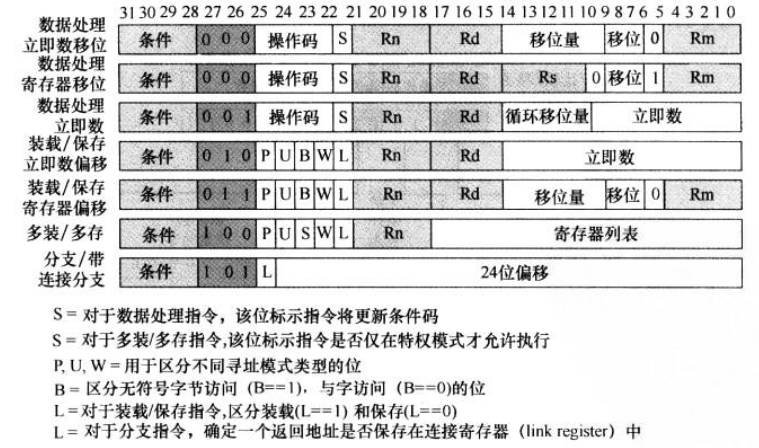 31 30 29 28 27 26 25 24 23 22 21 20 19 18 17 16 15 14 13 12 11 10 9 8 7 6 5 4 3 2 1 0
数据处理
立即数移位 条件 0 0 0 操作码 S Rn Rd 移位量 移位 0 Rm
数据处理
寄存器移位 条件 0 0 0 操作码 S Rn Rd Rs 0 移位 1 Rm
数据处理
立即数 条件 0 0 1 操作码 S Rn Rd 循环移位量 立即数
装载/保存
立即数偏移 条件 0 1 0 P U B W L Rn Rd 立即数
装载/保存
寄存器偏移 条件 0 1 1 P U B W L Rn Rd 移位量 移位 0 Rm
多装/多存 条件 1 0 0 P U S W L Rn 寄存器列表
分支/带
连接分支 条件 1 0 1 L 24位偏移
S = 对于数据处理指令，该位标示指令将更新条件码
S = 对于多装/多存指令,该位标示指令是否仅在特权模式才允许执行
P, U, W = 用于区分不同寻址模式类型的位
B = 区分无符号字节访问（B==1），与字访问（B==0)的位
L = 对于装载/保存指令,区分装载(L==1) 和保存(L==0)
L = 对于分支指令，确定一个返回地址是否保存在连接寄存器（link register）中